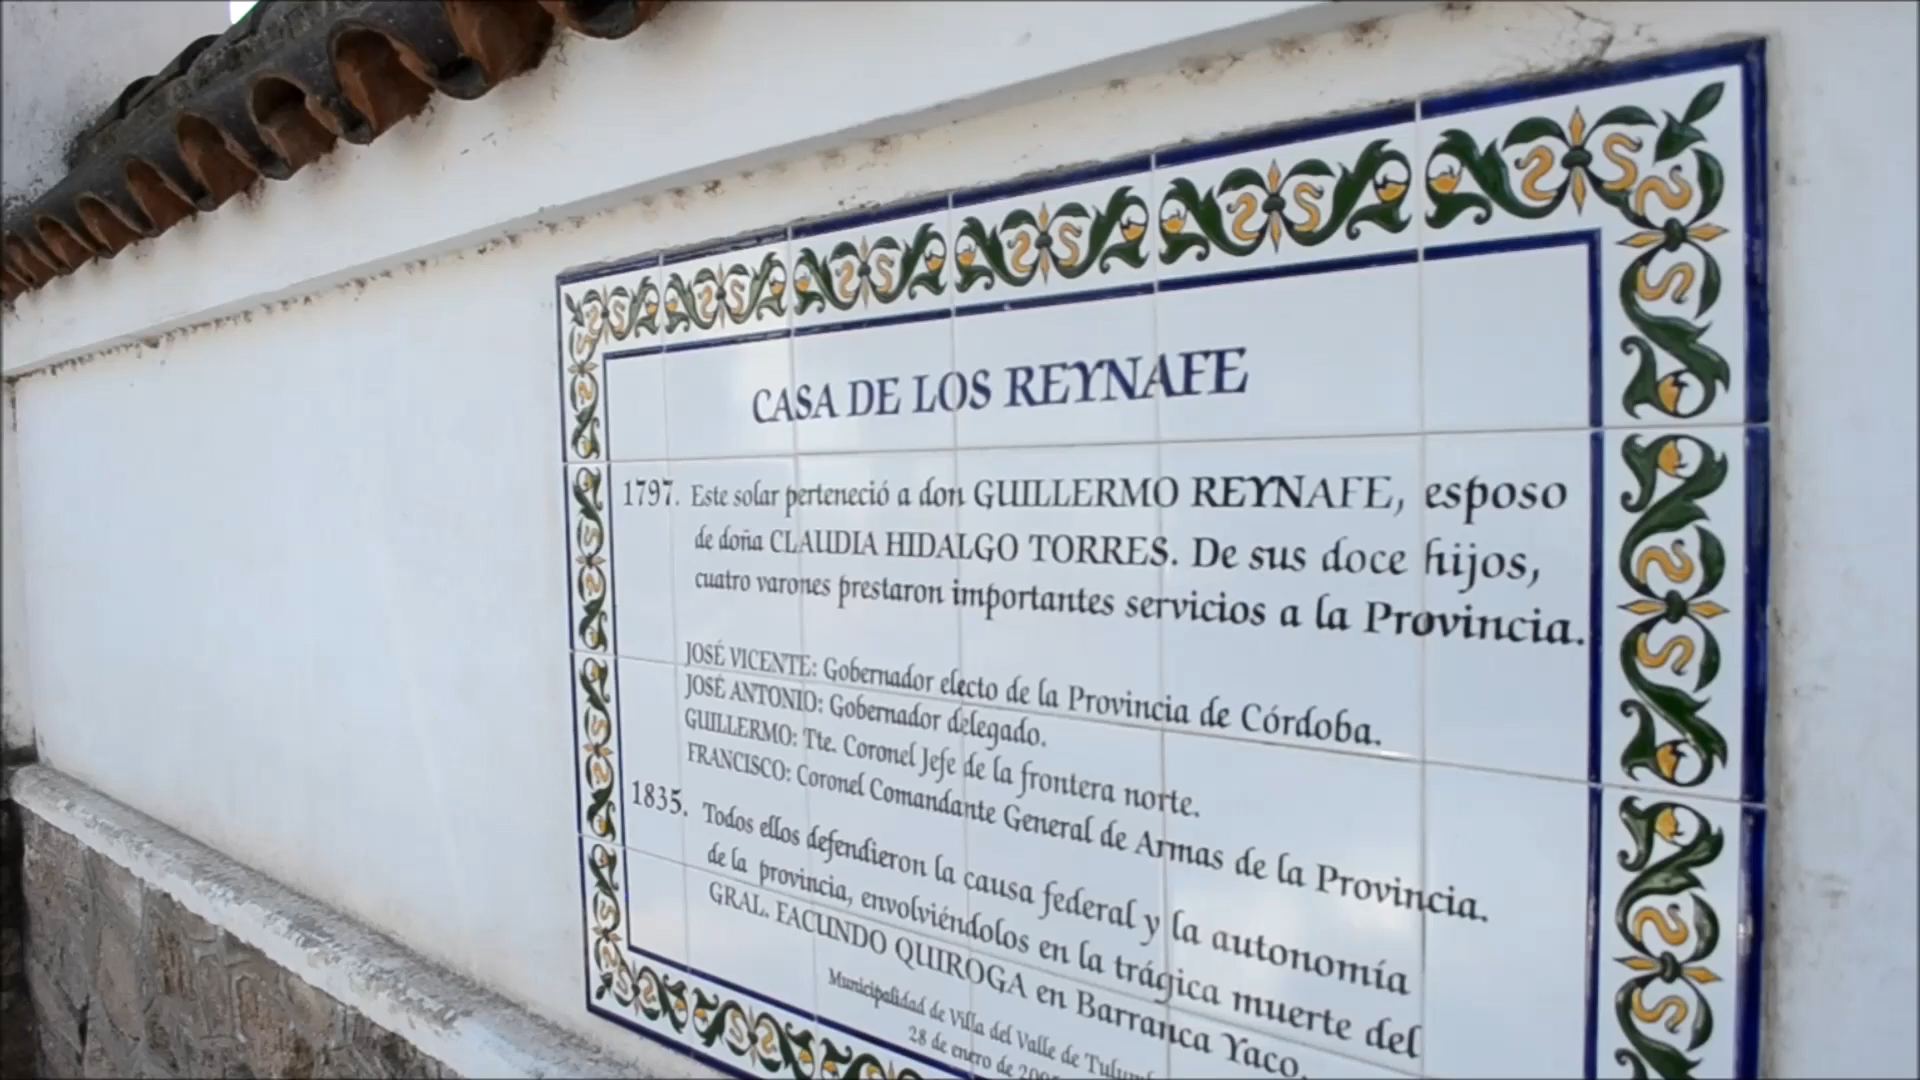 CASA DE LOS REYNAFE
1797. Este solar perteneció a don GUILLERMO REYNAFE, esposo
de doña CLAUDIA HIDALGO TORRES. De sus doce hijos,
cuatro varones prestaron importantes servicios a la Provincia.
JOSÉ VICENTE: Gobernador electo de la Provincia de Córdoba.
JOSÉ ANTONIO: Gobernador delegado.
GUILLERMO: Tte. Coronel Jefe de la frontera norte.
FRANCISCO: Coronel Comandante General de Armas de la Provincia.
1835. Todos ellos defendieron la causa federal y la autonomía
de la provincia, envolviéndolos en la trágica muerte del
GRAL. FACUNDO QUIROGA en Barranca Yaco.
Municipalidad de Villa del Valle de
28 de enero de